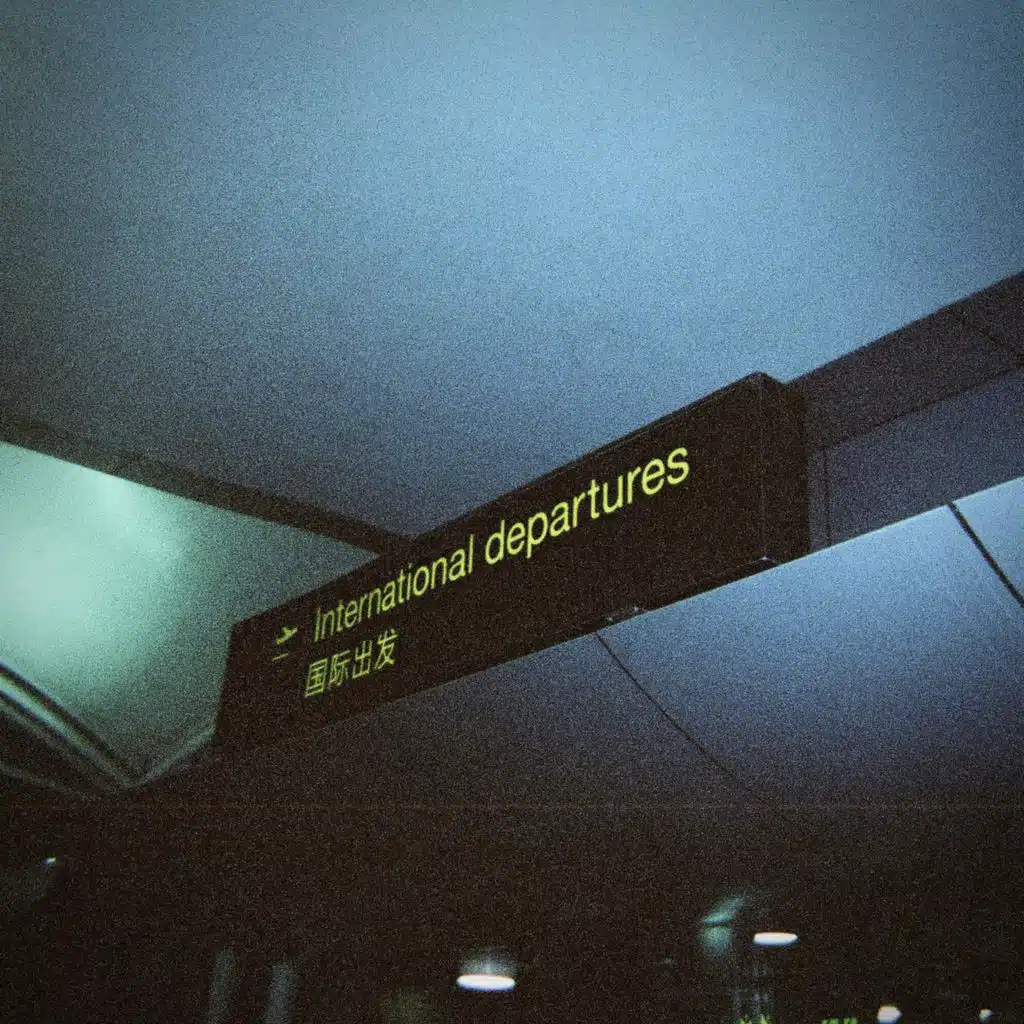 International departures
国际出发